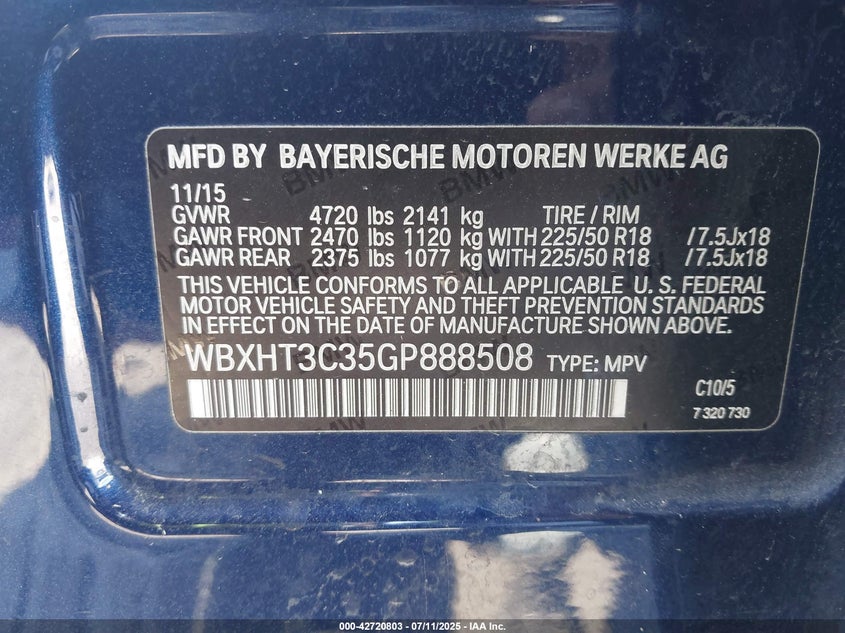 MFD BY BAYERISCHE MOTOREN WERKE AG
11/15
GVWR 4720 lbs 2141 kg TIRE / RIM
GAWR FRONT 2470 lbs 1120 kg WITH 225/50 R18 /7.5Jx18
GAWR REAR 2375 lbs 1077 kg WITH 225/50 R18 /7.5Jx18
THIS VEHICLE CONFORMS TO ALL APPLICABLE U. S. FEDERAL
MOTOR VEHICLE SAFETY AND THEFT PREVENTION STANDARDS
IN EFFECT ON THE DATE OF MANUFACTURE SHOWN ABOVE.
WBXHT3C35GP888508 TYPE: MPV
C10/5
7 320 730
000-42720803 - 07/11/2025 - IAA Inc.